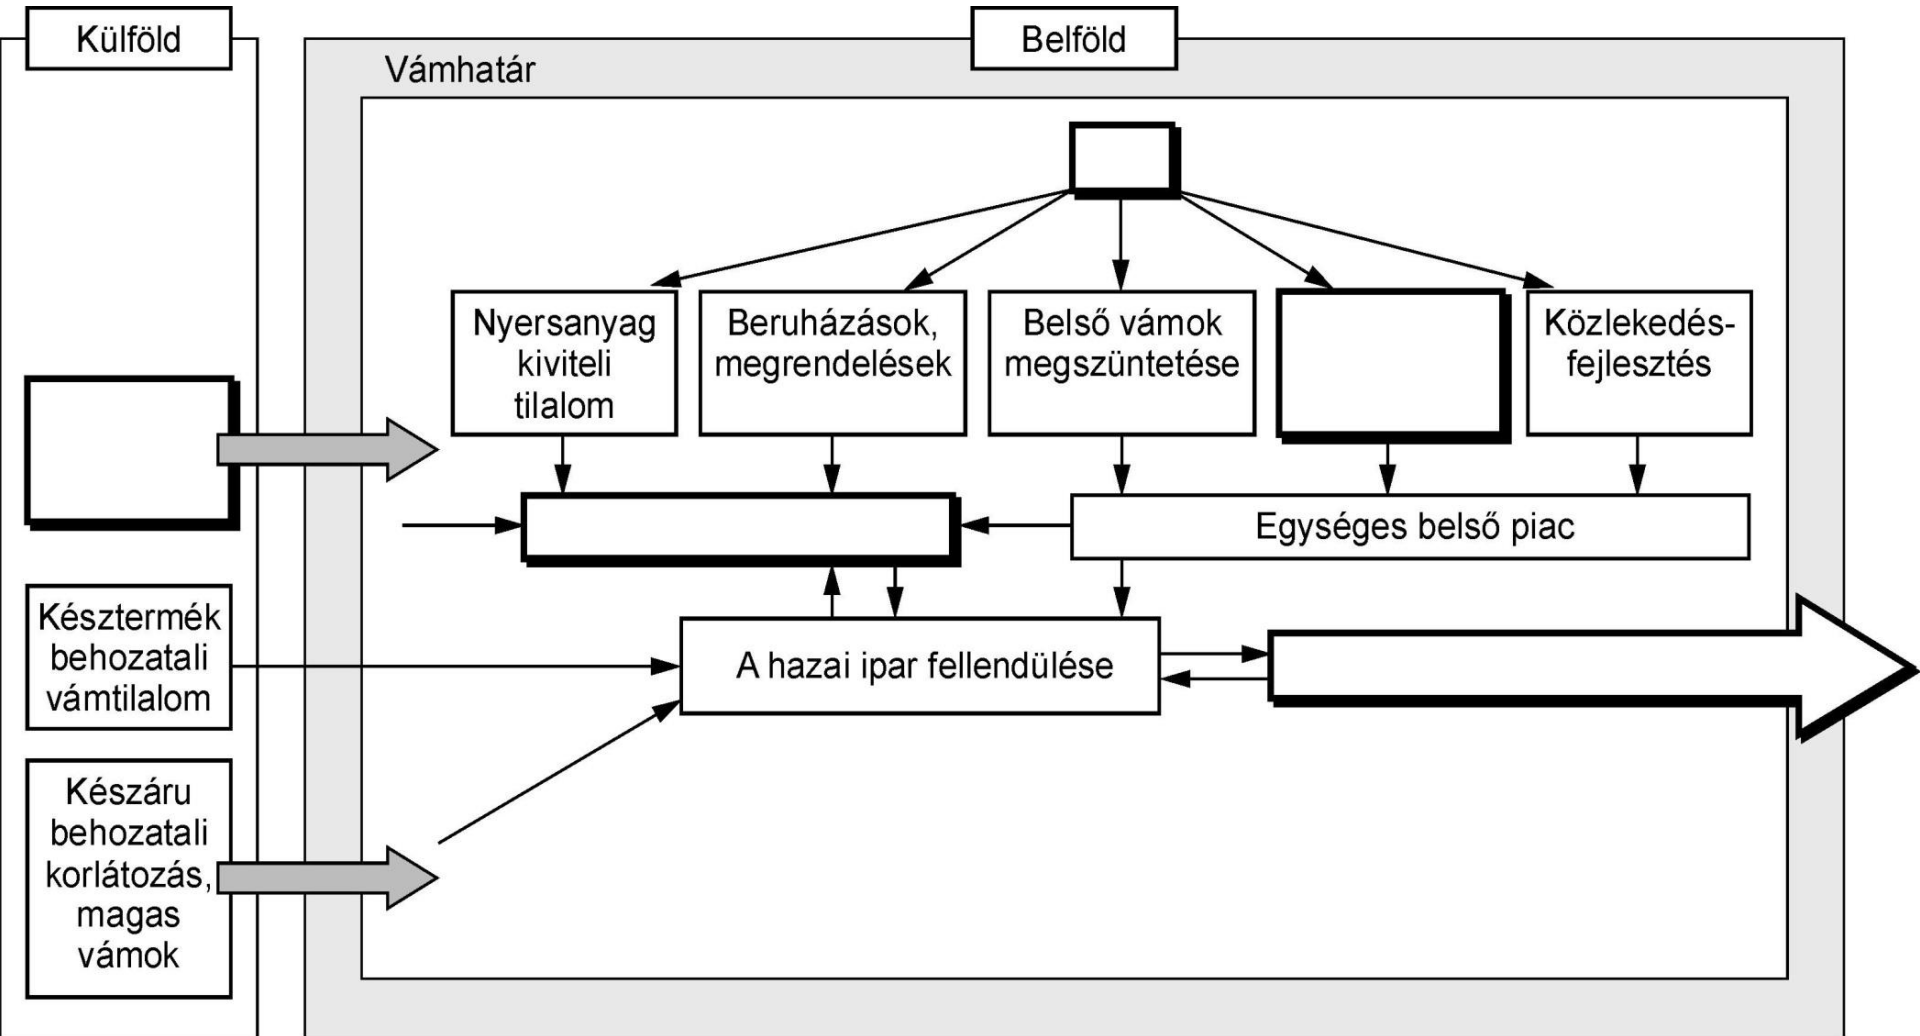 Külföld
Belföld
Vámhatár
Nyersanyag
kiviteli
tilalom
Beruházások,
megrendelések
Belső vámok
megszüntetése
Közlekedés-
fejlesztés
Egységes belső piac
Késztermék
behozatali
vámtilalom
A hazai ipar fellendülése
Készáru
behozatali
korlátozás,
magas
vámok